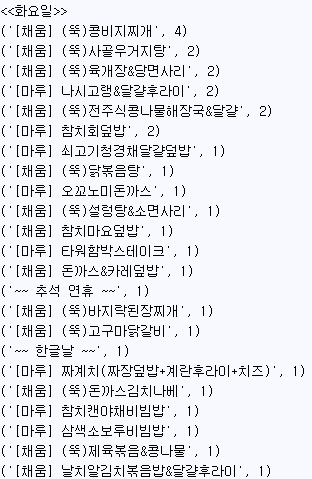 <<화요일>>
('[채움] (뚝)콩비지찌개', 4)
('[채움] (뚝)사골우거지탕', 2)
('[채움] (뚝)육개장&당면사리', 2)
('[마루] 나시고랭&달걀후라이', 2)
('[채움] (뚝)전주식콩나물해장국&달걀', 2)
('[마루] 참치회덮밥', 2)
('[마루] 쇠고기청경채달걀덮밥', 1)
('[채움] (뚝)닭볶음탕', 1)
('[마루] 오꼬노미돈까스', 1)
('[채움] (뚝)설렁탕&소면사리', 1)
('[채움] 참치마요덮밥', 1)
('[마루] 타워함박스테이크', 1)
('[채움] 돈까스&카레덮밥', 1)
('~~ 추석 연휴 ~~', 1)
('[채움] (뚝)바지락된장찌개', 1)
('[채움] (뚝)고구마닭갈비', 1)
('~~ 한글날 ~~', 1)
('[마루] 짜계치(짜장덮밥+계란후라이+치즈)', 1)
('[채움] (뚝)돈까스김치나베', 1)
('[마루] 참치캔야채비빔밥', 1)
('[마루] 삼색소보루비빔밥', 1)
('[채움] (뚝)제육볶음&콩나물', 1)
('[채움] 날치알김치볶음밥&달걀후라이', 1)